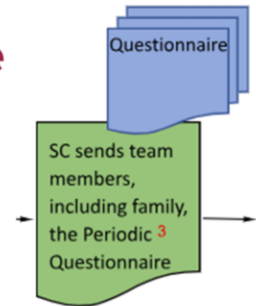 e
Questionnaire
SC sends team
members,
including family,
the Periodic 3
Questionnaire